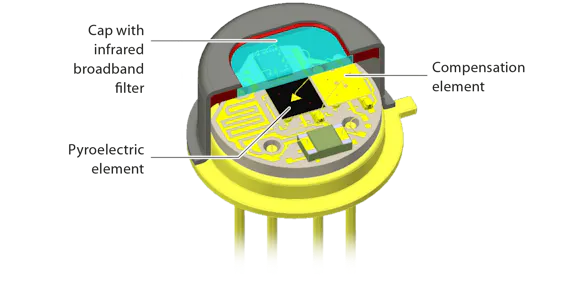 Cap with
infrared
broadband
filter
Compensation
element
Pyroelectric
element